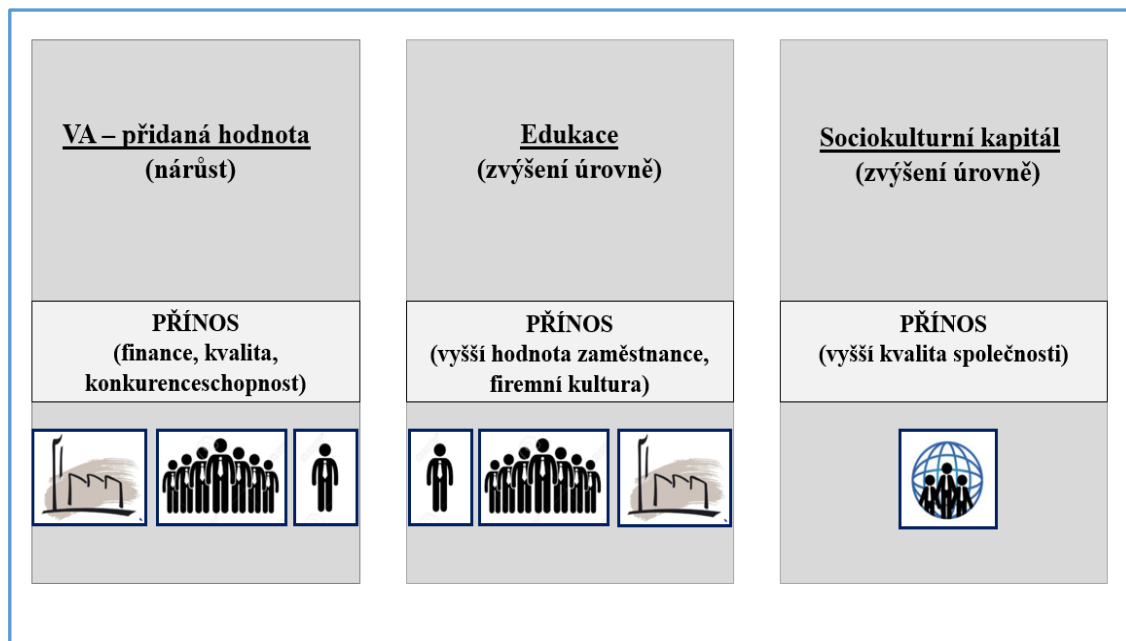 VA – přidaná hodnota
(nárůst)
PŘÍNOS
(finance, kvalita,
konkurenceschopnost)
Edukace
(zvýšení úrovně)
PŘÍNOS
(vyšší hodnota zaměstnance,
firemní kultura)
Sociokulturní kapitál
(zvýšení úrovně)
PŘÍNOS
(vyšší kvalita společnosti)